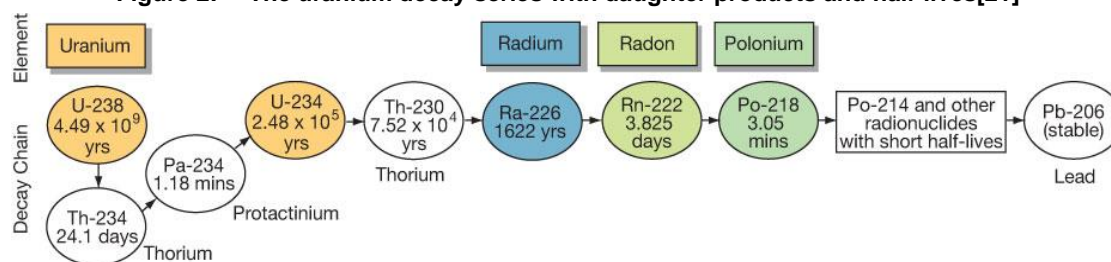 Figure 2. The uranium decay series with daughter products and half-lives[21]
Element
Uranium
Radium
Radon
Polonium
Decay Chain
U-238
4.49 x 10⁹
yrs
Th-234
24.1 days
Thorium
Pa-234
1.18 mins
Protactinium
U-234
2.48 x 10⁵
yrs
Th-230
7.52 x 10⁴
yrs
Thorium
Ra-226
1622 yrs
Rn-222
3.825
days
Po-218
3.05
mins
Po-214 and other
radionuclides
with short half-lives
Pb-206
(stable)
Lead